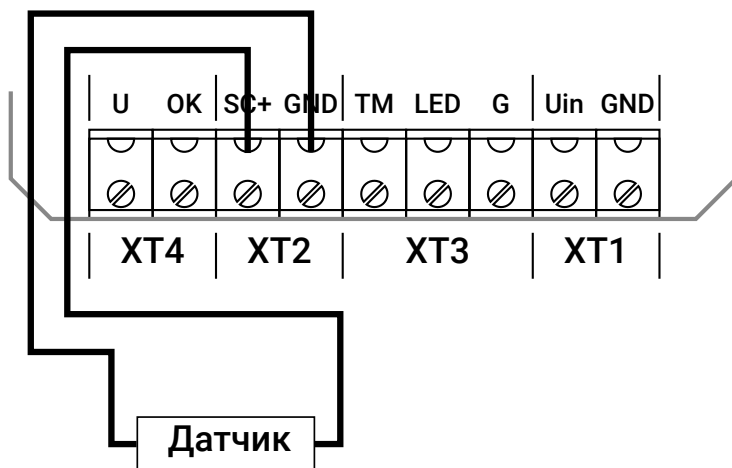 U OK SC+ GND TM LED G Uin GND
XT4 XT2 XT3 XT1
Датчик